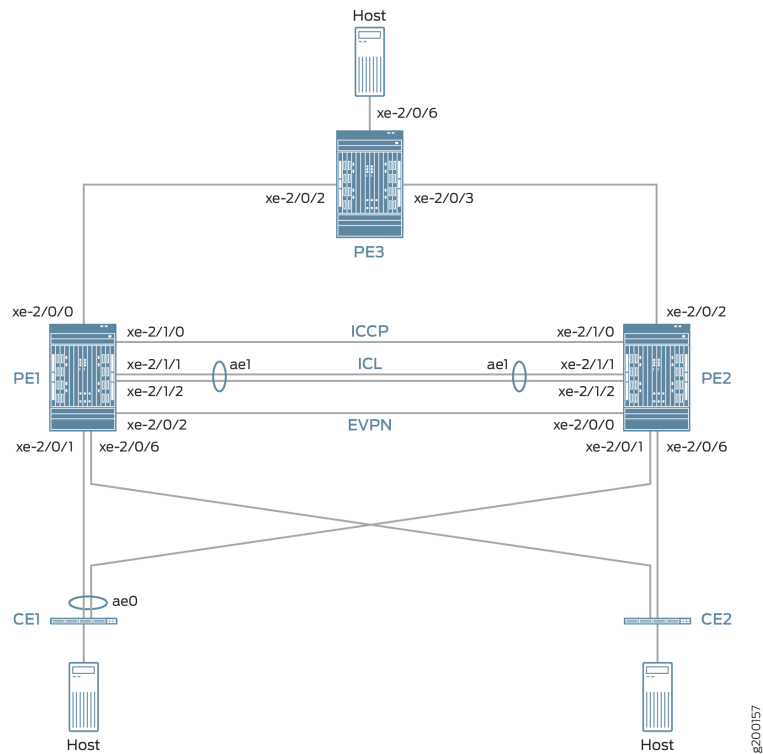 Host
xe-2/0/6
xe-2/0/2
xe-2/0/3
PE3
xe-2/0/0
xe-2/0/2
xe-2/1/0
ICCP
xe-2/1/0
xe-2/1/1
ae1
ICL
ae1
xe-2/1/1
PE1
PE2
xe-2/1/2
xe-2/1/2
xe-2/0/2
EVPN
xe-2/0/0
xe-2/0/1
xe-2/0/6
xe-2/0/1
xe-2/0/6
ae0
CE1
CE2
Host
Host
g200157